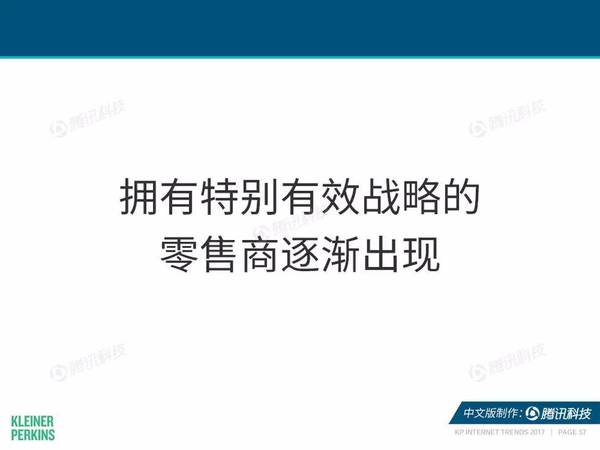 腾讯科技
腾讯科技
拥有特别有效战略的
腾讯科技
零售商逐渐出现
腾讯科技
腾讯科技
KLEINER
PERKINS
中文版制作: 腾讯科技
KP INTERNET TRENDS 2017 | PAGE 57